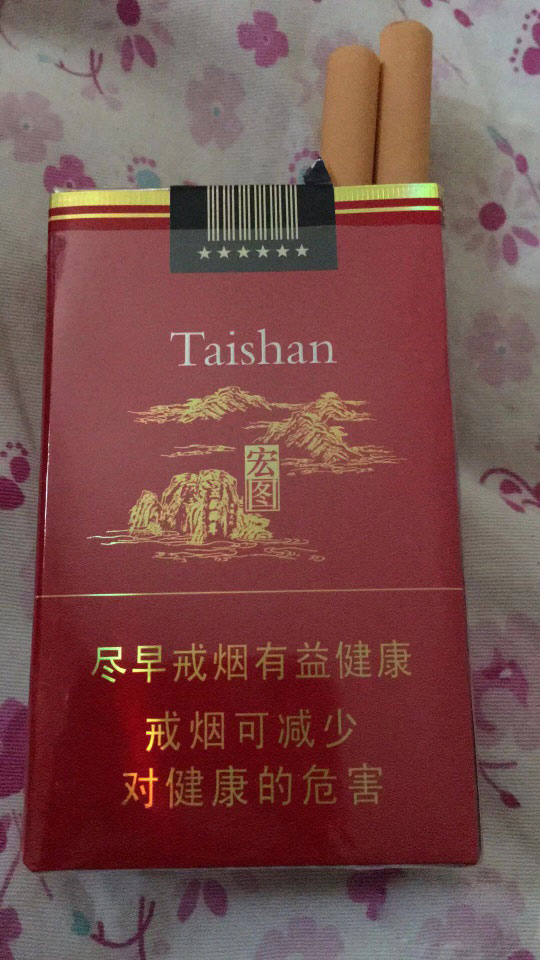 Taishan
宏图
尽早戒烟有益健康
戒烟可减少
对健康的危害